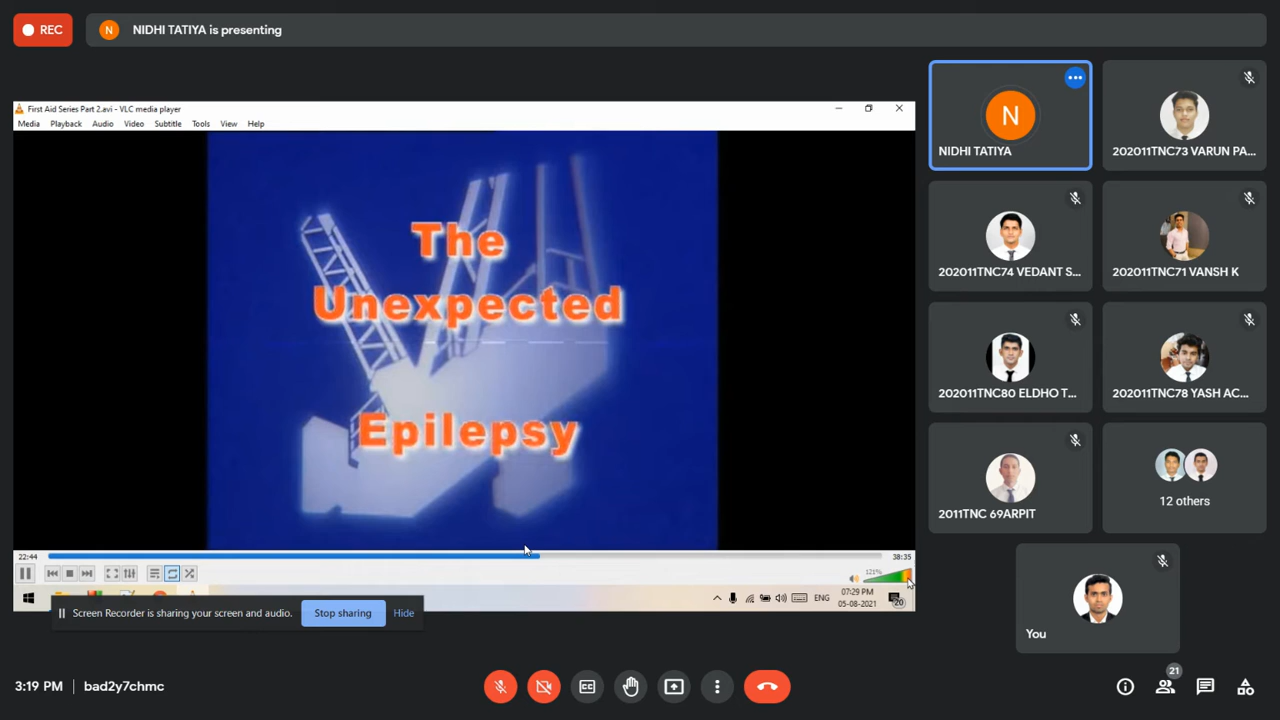 REC
N
NIDHI TATIYA is presenting
First Aid Series Part 2.avi - VLC media player
Media Playback Audio Video Subtitle Tools View Help
The
Unexpected
Epilepsy
22:44
38:35
121%
ENG
07:29 PM
05-08-2021
20
Screen Recorder is sharing your screen and audio.
Stop sharing
Hide
N
NIDHI TATIYA
202011TNC73 VARUN PA...
202011TNC74 VEDANT S...
202011TNC71 VANSH K
202011TNC80 ELDHO T...
202011TNC78 YASH AC...
2011TNC 69ARPIT
12 others
You
3:19 PM | bad2y7chmc
CC
21